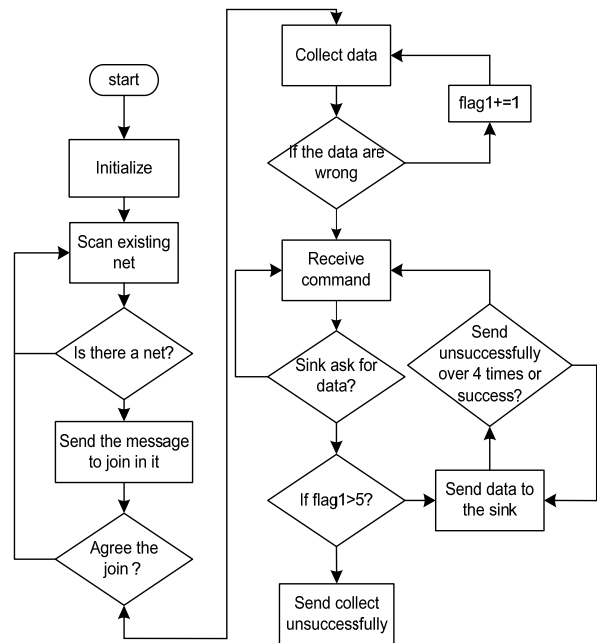 start
Initialize
Scan existing
net
Is there a net?
Send the message
to join in it
Agree the
join ?
Collect data
flag1+=1
If the data are
wrong
Receive
command
Sink ask for
data?
If flag1>5?
Send collect
unsuccessfully
Send
unsuccessfully
over 4 times or
success?
Send data to
the sink